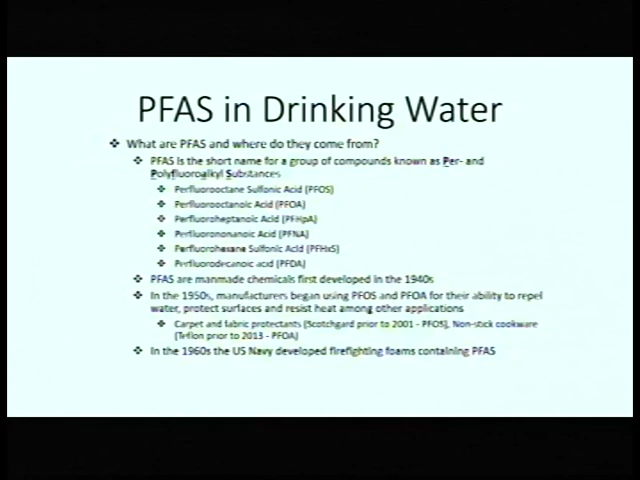 PFAS in Drinking Water
What are PFAS and where do they come from?
PFAS is the short name for a group of compounds known as Per- and
Polyfluoroalkyl Substances
Perfluorooctane Sulfonic Acid (PFOS)
Perfluorooctanoic Acid (PFOA)
Perfluoroheptanoic Acid (PFHpA)
Perfluorononanoic Acid (PFNA)
Perfluorohexane Sulfonic Acid (PFHxS)
Perfluorodecanoic acid (PFDA)
PFAS are manmade chemicals first developed in the 1940s
In the 1950s, manufacturers began using PFOS and PFOA for their ability to repel
water, protect surfaces and resist heat among other applications
Carpet and fabric protectants (Scotchgard prior to 2001 - PFOS), Non-stick cookware
(Teflon prior to 2013 - PFOA)
In the 1960s the US Navy developed firefighting foams containing PFAS